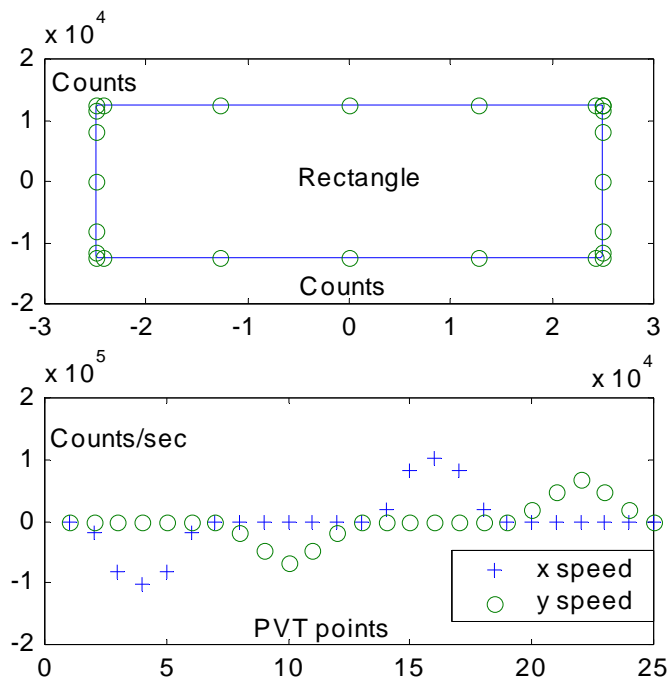 x 10^4
2
Counts
1
0
Rectangle
-1
Counts
-2
-3 -2 -1 0 1 2 3
x 10^5
x 10^4
2
Counts/sec
1
0
-1
x speed
y speed
PVT points
-2
0 5 10 15 20 25